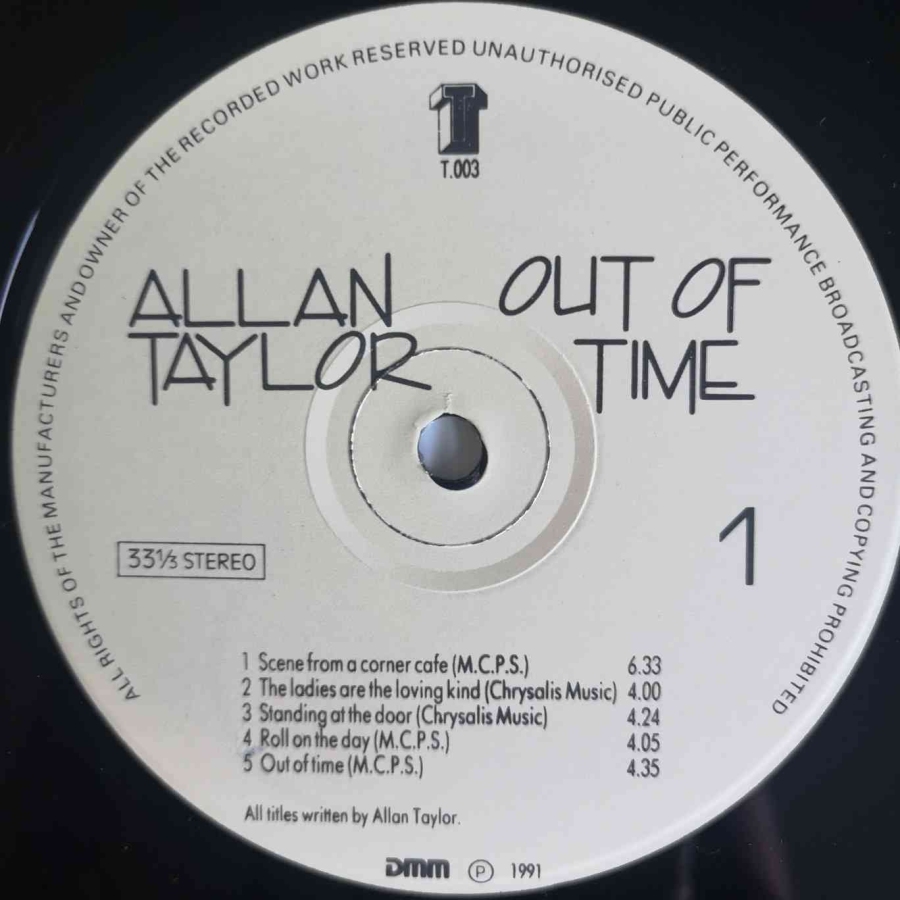 ALL RIGHTS OF THE MANUFACTURERS ANDOWNER OF THE RECORDED WORK RESERVED UNAUTHORISED PUBLIC PERFORMANCE BROADCASTING AND COPYING PROHIBITED
T
T.003
ALLAN
TAYLOR
OUT OF
TIME
33⅓ STEREO
1
1 Scene from a corner cafe (M.C.P.S.) 6.33
2 The ladies are the loving kind (Chrysalis Music) 4.00
3 Standing at the door (Chrysalis Music) 4.24
4 Roll on the day (M.C.P.S.) 4.05
5 Out of time (M.C.P.S.) 4.35
All titles written by Allan Taylor.
DMM ℗ 1991